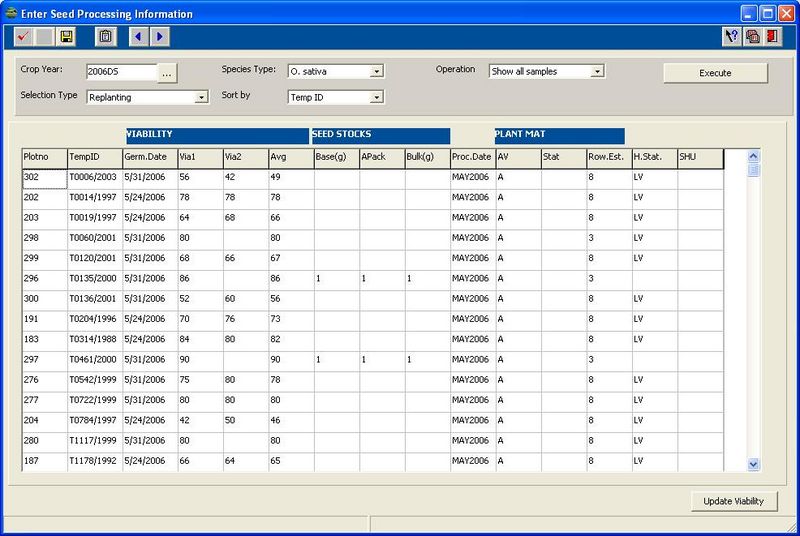 Enter Seed Processing Information
Crop Year: 2006DS ... Species Type: O. sativa Operation Show all samples Execute
Selection Type Replanting Sort by Temp ID
VIABILITY SEED STOCKS PLANT MAT
Plotno TempID Germ.Date Via1 Via2 Avg Base(g) APack Bulk(g) Proc.Date AV Stat Row.Est. H.Stat. SHU
302 T0006/2003 5/31/2006 56 42 49 MAY2006 A 8 LV
202 T0014/1997 5/24/2006 78 78 78 MAY2006 A 8 LV
203 T0019/1997 5/24/2006 64 68 66 MAY2006 A 8 LV
298 T0060/2001 5/31/2006 80 80 MAY2006 A 3 LV
299 T0120/2001 5/31/2006 68 66 67 MAY2006 A 8 LV
296 T0135/2000 5/31/2006 86 86 1 1 1 MAY2006 A 3
300 T0136/2001 5/31/2006 52 60 56 MAY2006 A 8 LV
191 T0204/1996 5/24/2006 70 76 73 MAY2006 A 8 LV
183 T0314/1988 5/24/2006 84 80 82 MAY2006 A 8 LV
297 T0461/2000 5/31/2006 90 90 1 1 1 MAY2006 A 3
276 T0542/1999 5/31/2006 75 80 78 MAY2006 A 8 LV
277 T0722/1999 5/31/2006 80 80 80 MAY2006 A 8 LV
204 T0784/1997 5/24/2006 42 50 46 MAY2006 A 8 LV
280 T1117/1999 5/31/2006 80 80 MAY2006 A 8 LV
187 T1178/1992 5/24/2006 66 64 65 MAY2006 A 8 LV
Update Viability